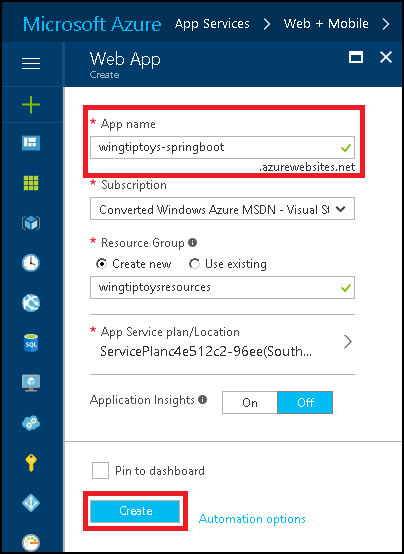 Microsoft Azure App Services > Web + Mobile >
Web App
Create
* App name
wingtiptoys-springboot
.azurewebsites.net
* Subscription
Converted Windows Azure MSDN - Visual St
* Resource Group
Create new Use existing
wingtiptoysresources
* App Service plan/Location
ServicePlanc4e512c2-96ee(South...
Application Insights On Off
Pin to dashboard
Create Automation options
SQL